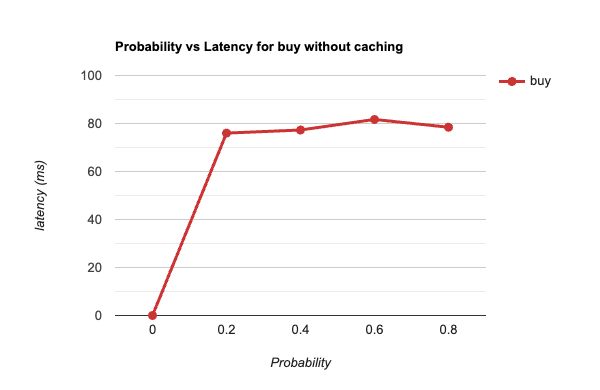 Probability vs Latency for buy without caching
100
80
60
40
20
0
latency (ms)
0 0.2 0.4 0.6 0.8
Probability
buy